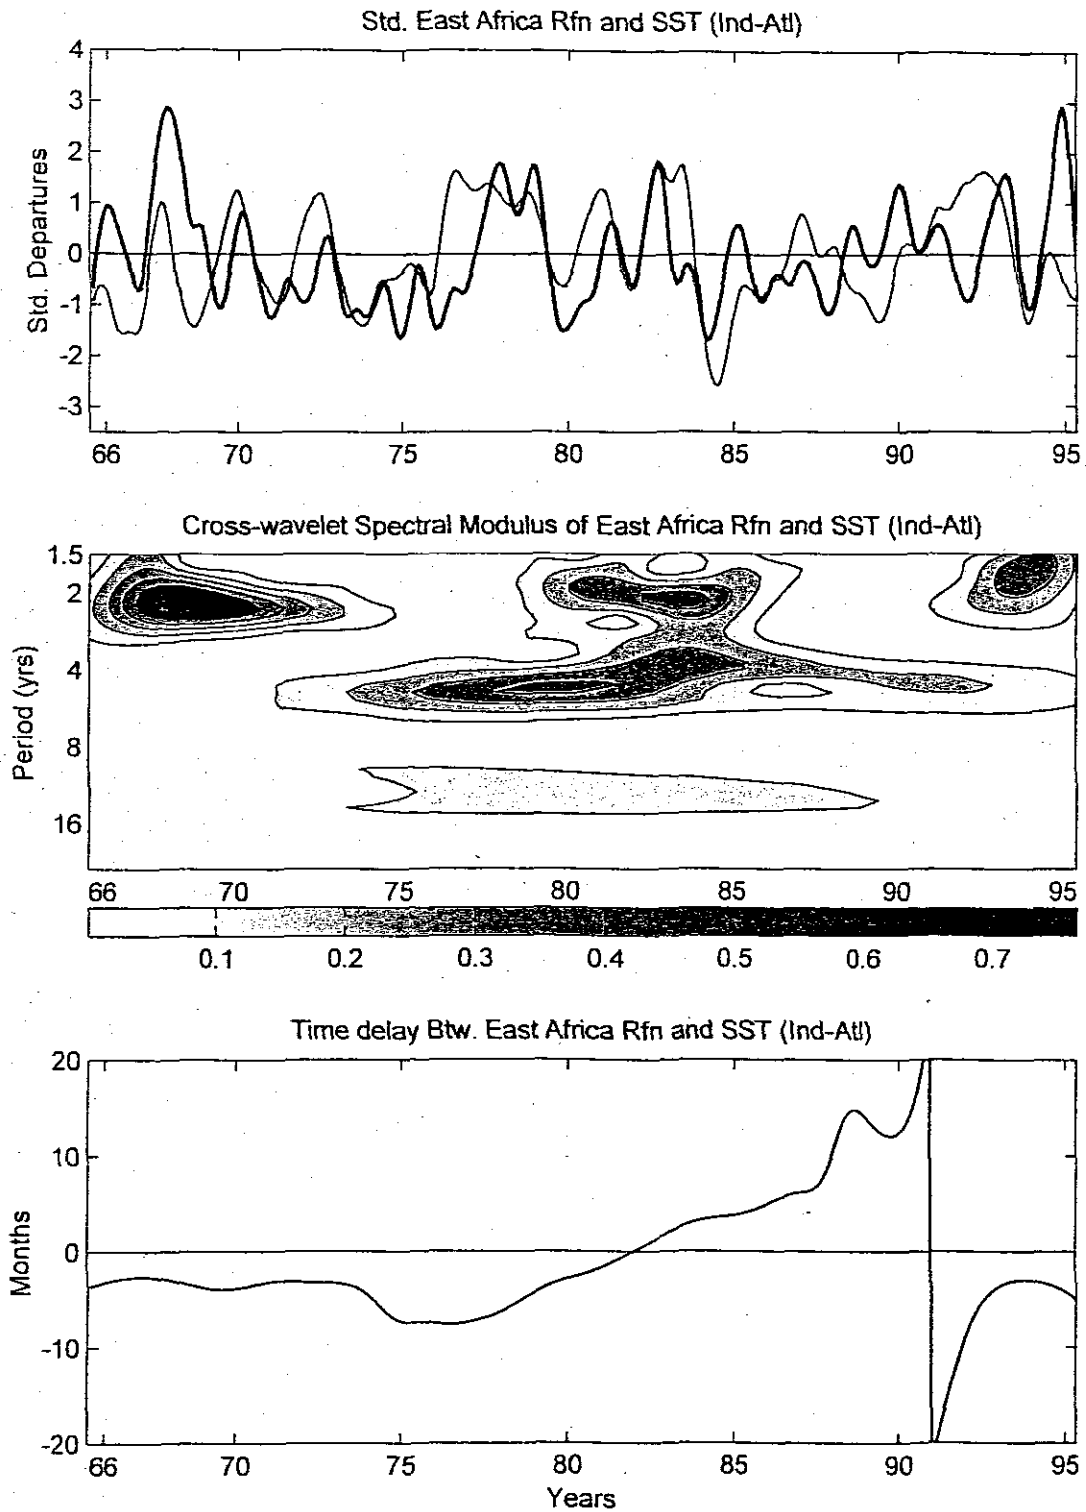 Std. East Africa Rfn and SST (Ind-Atl)
4
3
2
1
0
-1
-2
-3
Std. Departures
66 70 75 80 85 90 95
Cross-wavelet Spectral Modulus of East Africa Rfn and SST (Ind-Atl)
1.5
2
4
8
16
Period (yrs)
66 70 75 80 85 90 95
0.1 0.2 0.3 0.4 0.5 0.6 0.7
Time delay Btw. East Africa Rfn and SST (Ind-Atl)
20
10
0
-10
-20
Months
66 70 75 80 85 90 95
Years